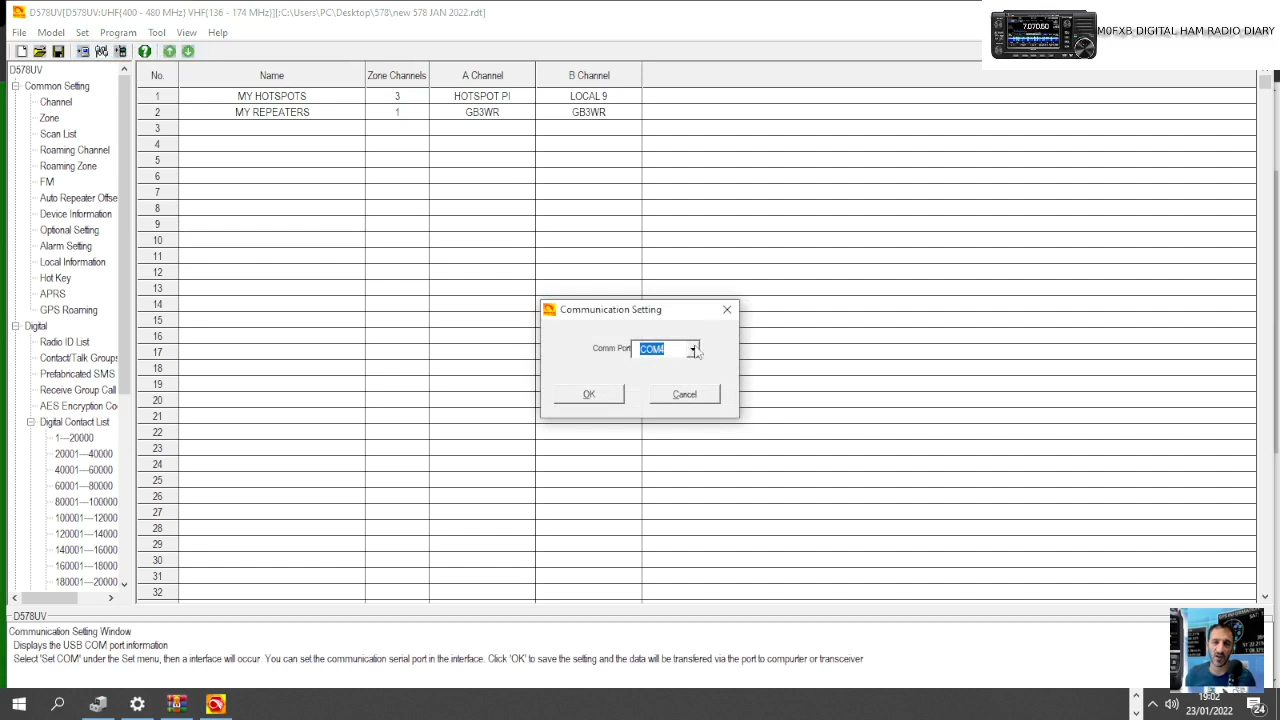 D578UV[D578UV:UHF(400 - 480 MHz) VHF(136 - 174 MHz)][:C:\Users\PC\Desktop\578\new 578 JAN 2022.rdt]
File Model Set Program Tool View Help
7.070.50
M0FXB DIGITAL HAM RADIO DIARY
D578UV
Common Setting
Channel
Zone
Scan List
Roaming Channel
Roaming Zone
FM
Auto Repeater Offse
Device Information
Optional Setting
Alarm Setting
Local Information
Hot Key
APRS
GPS Roaming
Digital
Radio ID List
Contact/Talk Groups
Prefabricated SMS
Receive Group Call
AES Encryption Co
Digital Contact List
1---20000
20001---40000
40001---60000
60001---80000
80001---100000
100001---12000
120001---14000
140001---16000
160001---18000
180001---20000
No. Name Zone Channels A Channel B Channel
1 MY HOTSPOTS 3 HOTSPOT PI LOCAL 9
2 MY REPEATERS 1 GB3WR GB3WR
3
4
5
6
7
8
9
10
11
12
13
14
15
16
17
18
19
20
21
22
23
24
25
26
27
28
29
30
31
32
Communication Setting
Comm Port COM4
OK Cancel
D578UV
Communication Setting Window
Displays the USB COM port information
Select 'Set COM' under the Set menu, then a interface will occur. You can set the communication serial port in the interface. Click 'OK' to save the setting and the data will be transfered via the port to compurter or transceiver
19:02
23/01/2022
24